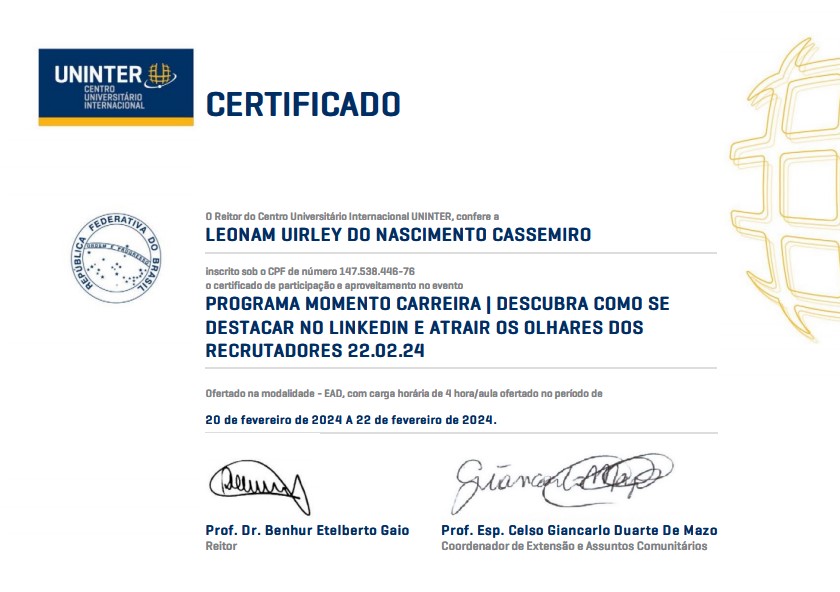 UNINTER
CENTRO
UNIVERSITÁRIO
INTERNACIONAL
CERTIFICADO
REPÚBLICA FEDERATIVA DO BRASIL
ORDEM E PROGRESSO
O Reitor do Centro Universitário Internacional UNINTER, confere a
LEONAM UIRLEY DO NASCIMENTO CASSEMIRO
inscrito sob o CPF de número 147.538.446-76
o certificado de participação e aproveitamento no evento
PROGRAMA MOMENTO CARREIRA | DESCUBRA COMO SE
DESTACAR NO LINKEDIN E ATRAIR OS OLHARES DOS
RECRUTADORES 22.02.24
Ofertado na modalidade - EAD, com carga horária de 4 hora/aula ofertado no período de
20 de fevereiro de 2024 A 22 de fevereiro de 2024.
Prof. Dr. Benhur Etelberto Gaio
Reitor
Prof. Esp. Celso Giancarlo Duarte De Mazo
Coordenador de Extensão e Assuntos Comunitários